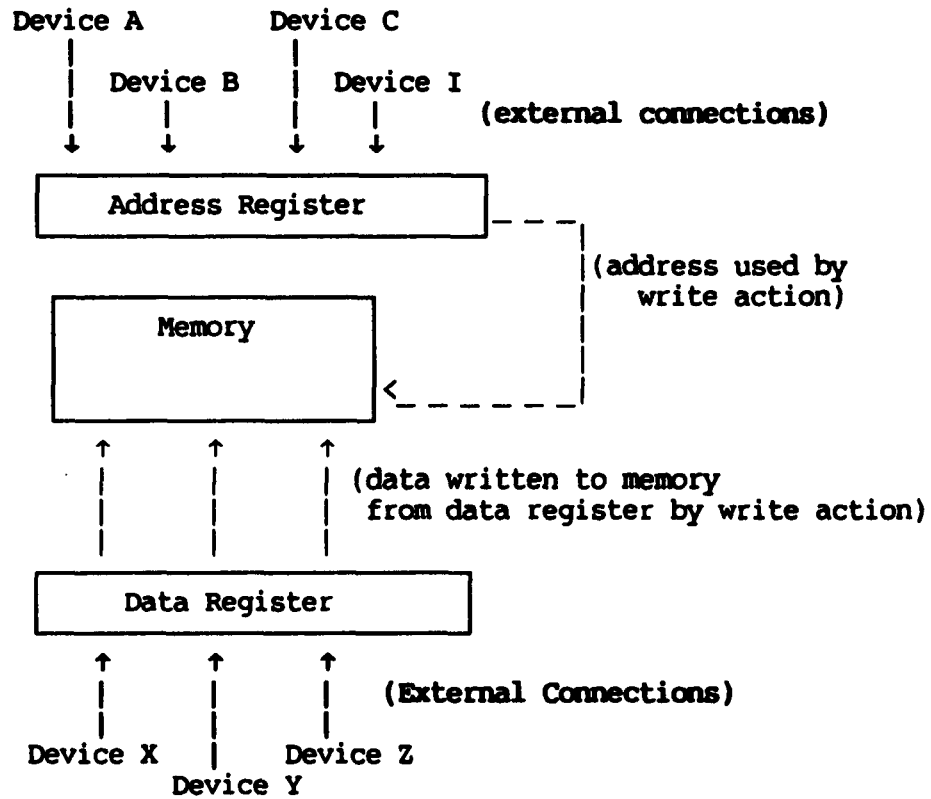 Device A Device C
Device B Device I
(external connections)
Address Register
(address used by
write action)
Memory
(data written to memory
from data register by write action)
Data Register
(External Connections)
Device X Device Z
Device Y